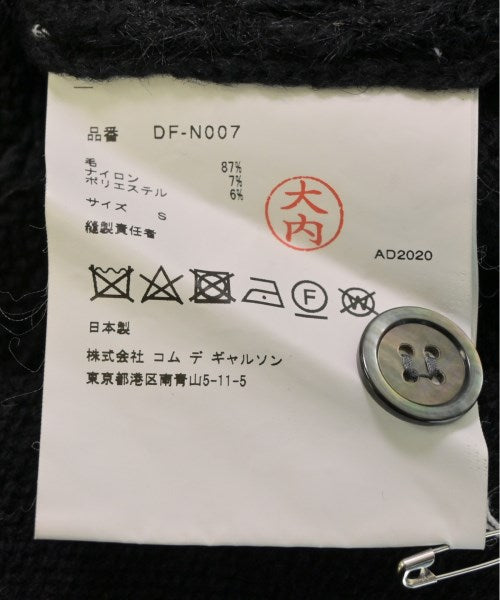 品番 DF-N007
毛 87%
ナイロン 7%
ポリエステル 6%
サイズ S
縫製責任者
大内
AD2020
F
W
日本製
株式会社 コム デ ギャルソン
東京都港区南青山5-11-5